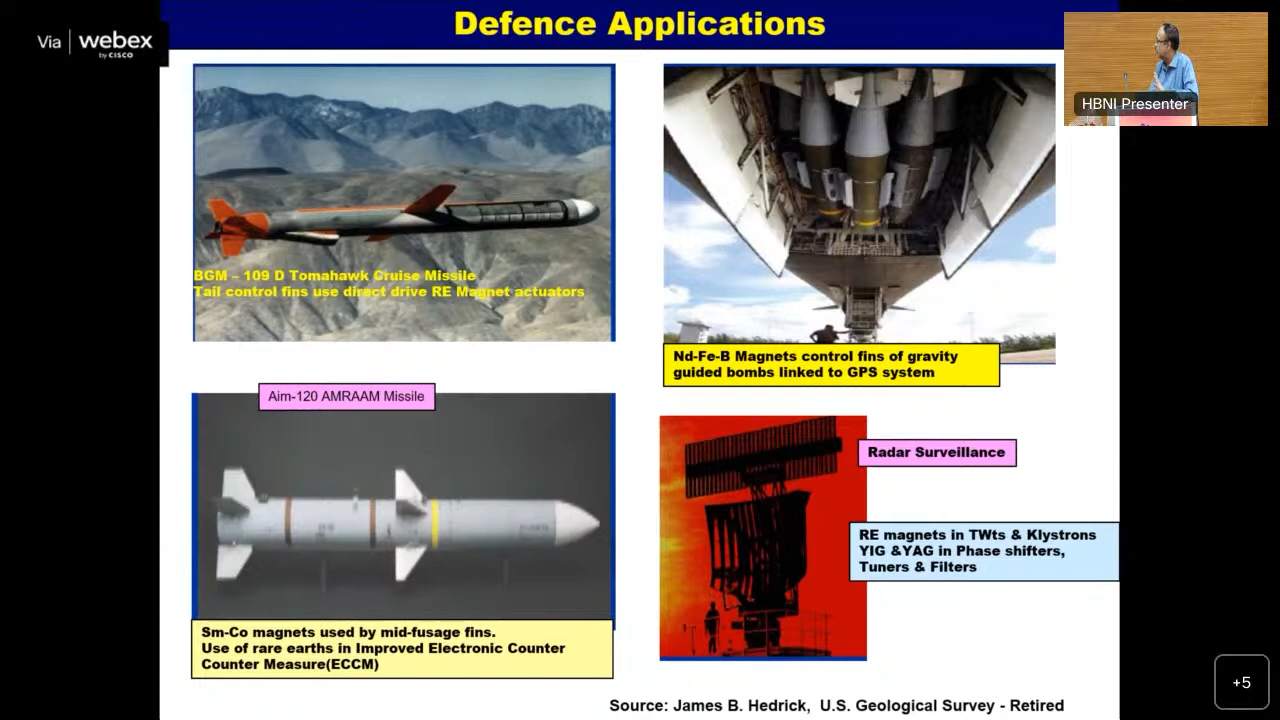 Defence Applications
Via webex
by CISCO
HBNI Presenter
BGM – 109 D Tomahawk Cruise Missile
Tail control fins use direct drive RE Magnet actuators
Nd-Fe-B Magnets control fins of gravity
guided bombs linked to GPS system
Aim-120 AMRAAM Missile
Radar Surveillance
RE magnets in TWts & Klystrons
YIG &YAG in Phase shifters,
Tuners & Filters
Sm-Co magnets used by mid-fusage fins.
Use of rare earths in Improved Electronic Counter
Counter Measure(ECCM)
+5
Source: James B. Hedrick, U.S. Geological Survey - Retired